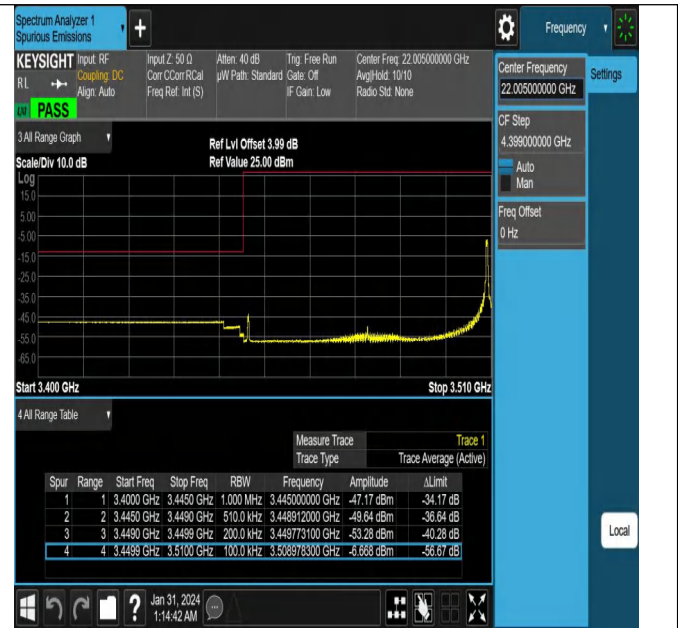 Spectrum Analyzer 1
Spurious Emissions
+
Frequency
KEYSIGHT
RL
PASS
Input: RF
Coupling: DC
Align: Auto
Input Z: 50 Ω
Corr CCorr RCal
Freq Ref: Int (S)
Atten: 40 dB
µW Path: Standard
Trig: Free Run
Gate: Off
IF Gain: Low
Center Freq: 22.005000000 GHz
Avg|Hold: 10/10
Radio Std: None
Center Frequency
22.005000000 GHz
Settings
CF Step
4.399000000 GHz
Auto
Man
Freq Offset
0 Hz
3 All Range Graph
Scale/Div 10.0 dB
Ref Lvl Offset 3.99 dB
Ref Value 25.00 dBm
Log
15.0
5.00
-5.00
-15.0
-25.0
-35.0
-45.0
-55.0
-65.0
Start 3.400 GHz
Stop 3.510 GHz
4 All Range Table
Measure Trace Trace 1
Trace Type Trace Average (Active)
Spur Range Start Freq Stop Freq RBW Frequency Amplitude ΔLimit
1 1 3.4000 GHz 3.4450 GHz 1.000 MHz 3.445000000 GHz -47.17 dBm -34.17 dB
2 2 3.4450 GHz 3.4490 GHz 510.0 kHz 3.448912000 GHz -49.64 dBm -36.64 dB
3 3 3.4490 GHz 3.4499 GHz 200.0 kHz 3.449773100 GHz -53.28 dBm -40.28 dB
4 4 3.4499 GHz 3.5100 GHz 100.0 kHz 3.508978300 GHz -6.668 dBm -56.67 dB
Local
?
Jan 31, 2024
1:14:42 AM